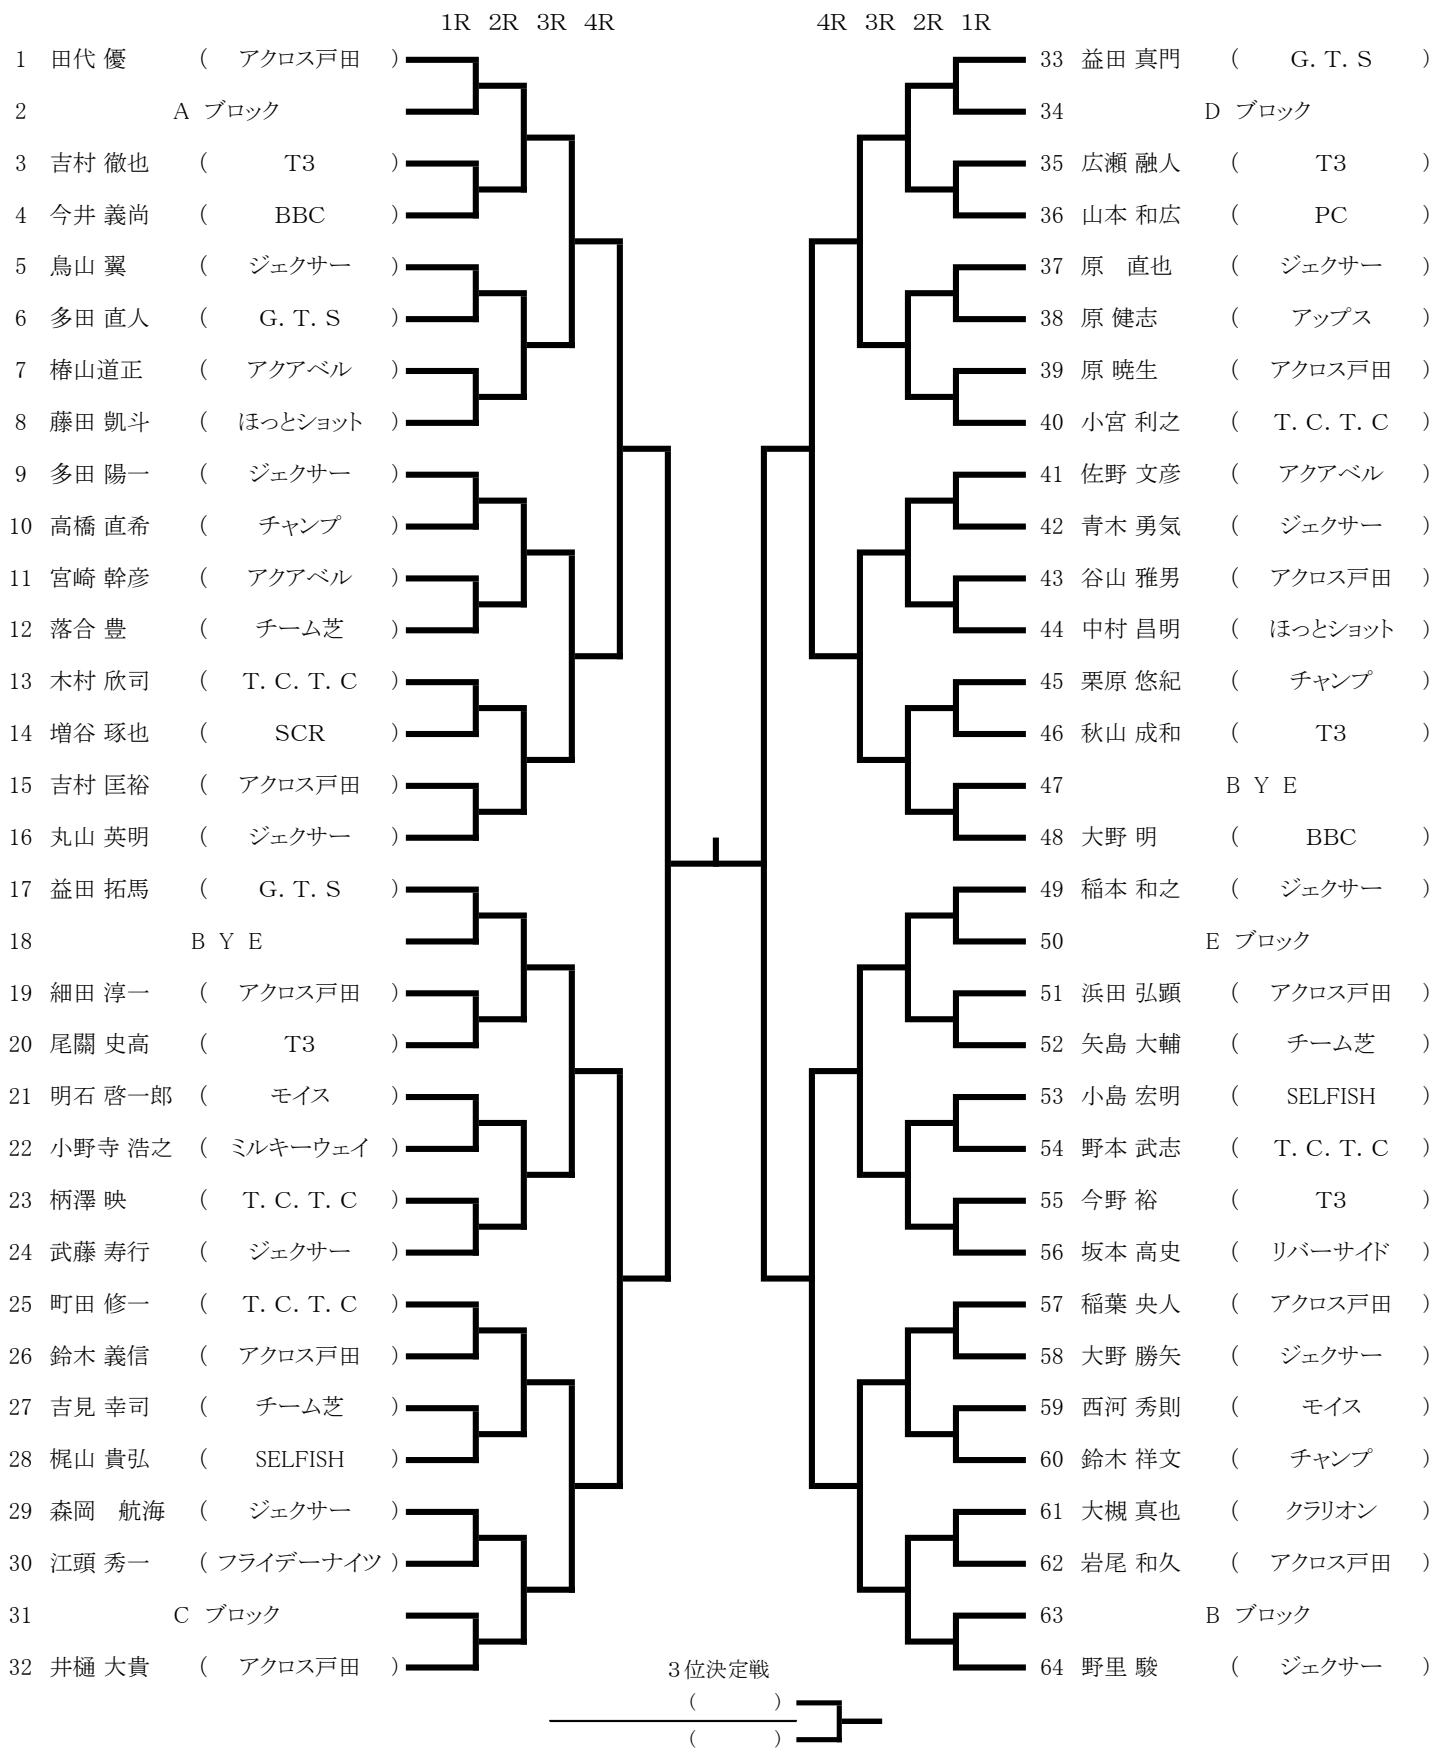 1R 2R 3R 4R 4R 3R 2R 1R
1 田代 優 ( アクロス戸田 ) 33 益田 真門 ( G. T. S )
2 A ブロック 34 D ブロック
3 吉村 徹也 ( T3 ) 35 広瀬 融人 ( T3 )
4 今井 義尚 ( BBC ) 36 山本 和広 ( PC )
5 鳥山 翼 ( ジェクサー ) 37 原 直也 ( ジェクサー )
6 多田 直人 ( G. T. S ) 38 原 健志 ( アップス )
7 椿山道正 ( アクアベル ) 39 原 暁生 ( アクロス戸田 )
8 藤田 凱斗 ( ほっとショット ) 40 小宮 利之 ( T. C. T. C )
9 多田 陽一 ( ジェクサー ) 41 佐野 文彦 ( アクアベル )
10 高橋 直希 ( チャンプ ) 42 青木 勇気 ( ジェクサー )
11 宮崎 幹彦 ( アクアベル ) 43 谷山 雅男 ( アクロス戸田 )
12 落合 豊 ( チーム芝 ) 44 中村 昌明 ( ほっとショット )
13 木村 欣司 ( T. C. T. C ) 45 栗原 悠紀 ( チャンプ )
14 増谷 琢也 ( SCR ) 46 秋山 成和 ( T3 )
15 吉村 匡裕 ( アクロス戸田 ) 47 B Y E
16 丸山 英明 ( ジェクサー ) 48 大野 明 ( BBC )
17 益田 拓馬 ( G. T. S ) 49 稲本 和之 ( ジェクサー )
18 B Y E 50 E ブロック
19 細田 淳一 ( アクロス戸田 ) 51 浜田 弘顕 ( アクロス戸田 )
20 尾關 史高 ( T3 ) 52 矢島 大輔 ( チーム芝 )
21 明石 啓一郎 ( モイス ) 53 小島 宏明 ( SELFISH )
22 小野寺 浩之 ( ミルキーウェイ ) 54 野本 武志 ( T. C. T. C )
23 柄澤 映 ( T. C. T. C ) 55 今野 裕 ( T3 )
24 武藤 寿行 ( ジェクサー ) 56 坂本 高史 ( リバーサイド )
25 町田 修一 ( T. C. T. C ) 57 稲葉 央人 ( アクロス戸田 )
26 鈴木 義信 ( アクロス戸田 ) 58 大野 勝矢 ( ジェクサー )
27 吉見 幸司 ( チーム芝 ) 59 西河 秀則 ( モイス )
28 梶山 貴弘 ( SELFISH ) 60 鈴木 祥文 ( チャンプ )
29 森岡 航海 ( ジェクサー ) 61 大槻 真也 ( クラリオン )
30 江頭 秀一 ( フライデーナイツ ) 62 岩尾 和久 ( アクロス戸田 )
31 C ブロック 63 B ブロック
32 井樋 大貴 ( アクロス戸田 ) 64 野里 駿 ( ジェクサー )
3位決定戦
( )
( )